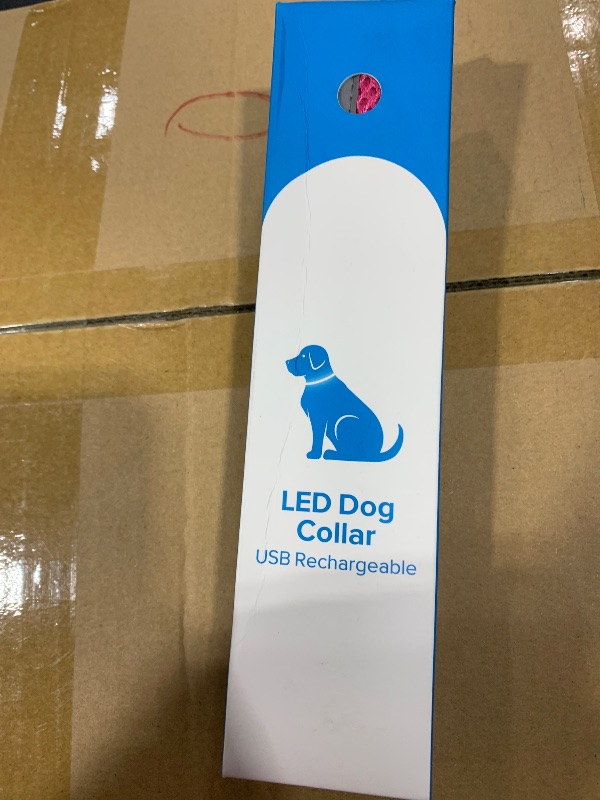 LED Dog
Collar
USB Rechargeable